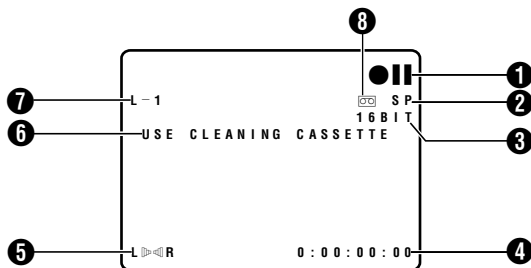 8
1
7 L-1 SP 2
16BIT
6 USE CLEANING CASSETTE 3
5 L R 0:00:00:00 4